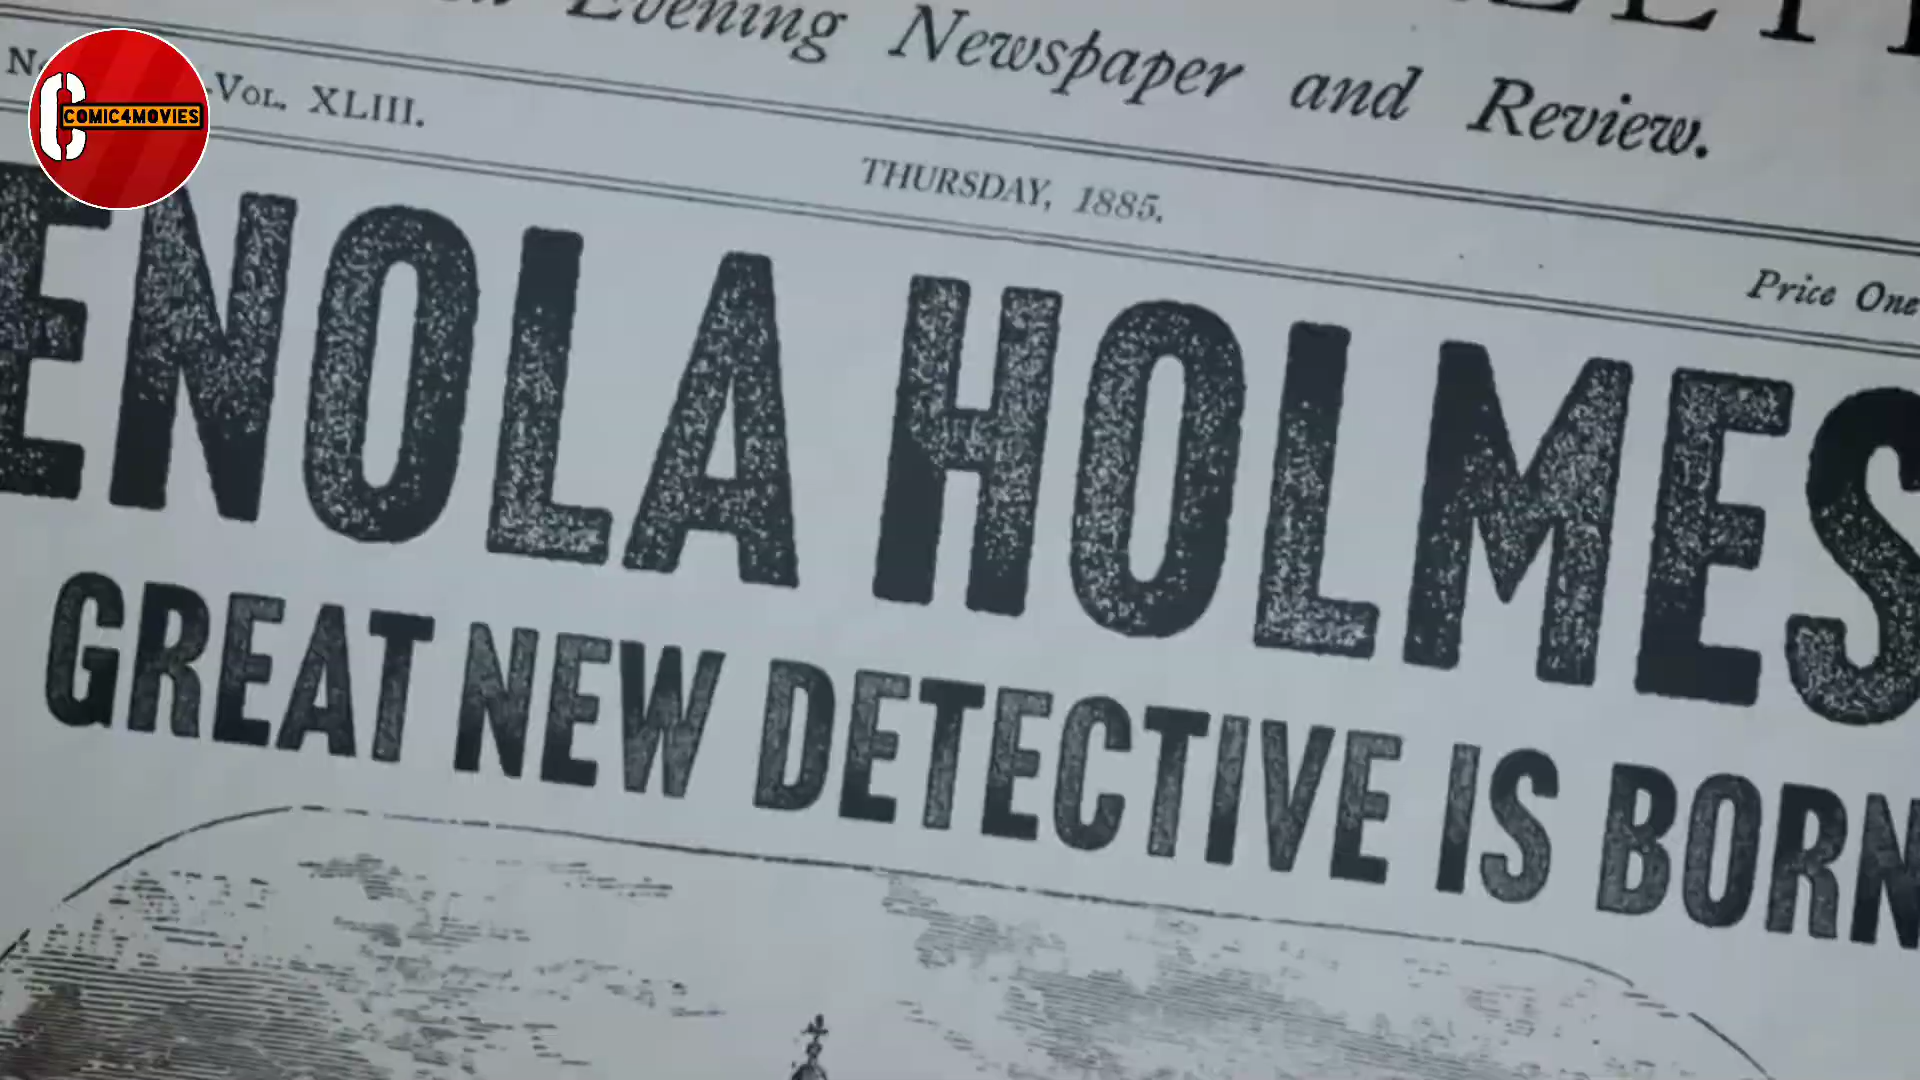 Evening Newspaper and Review.
Vol. XLIII.
COMIC4MOVIES
THURSDAY, 1885.
Price One
ENOLA HOLMES
GREAT NEW DETECTIVE IS BORN